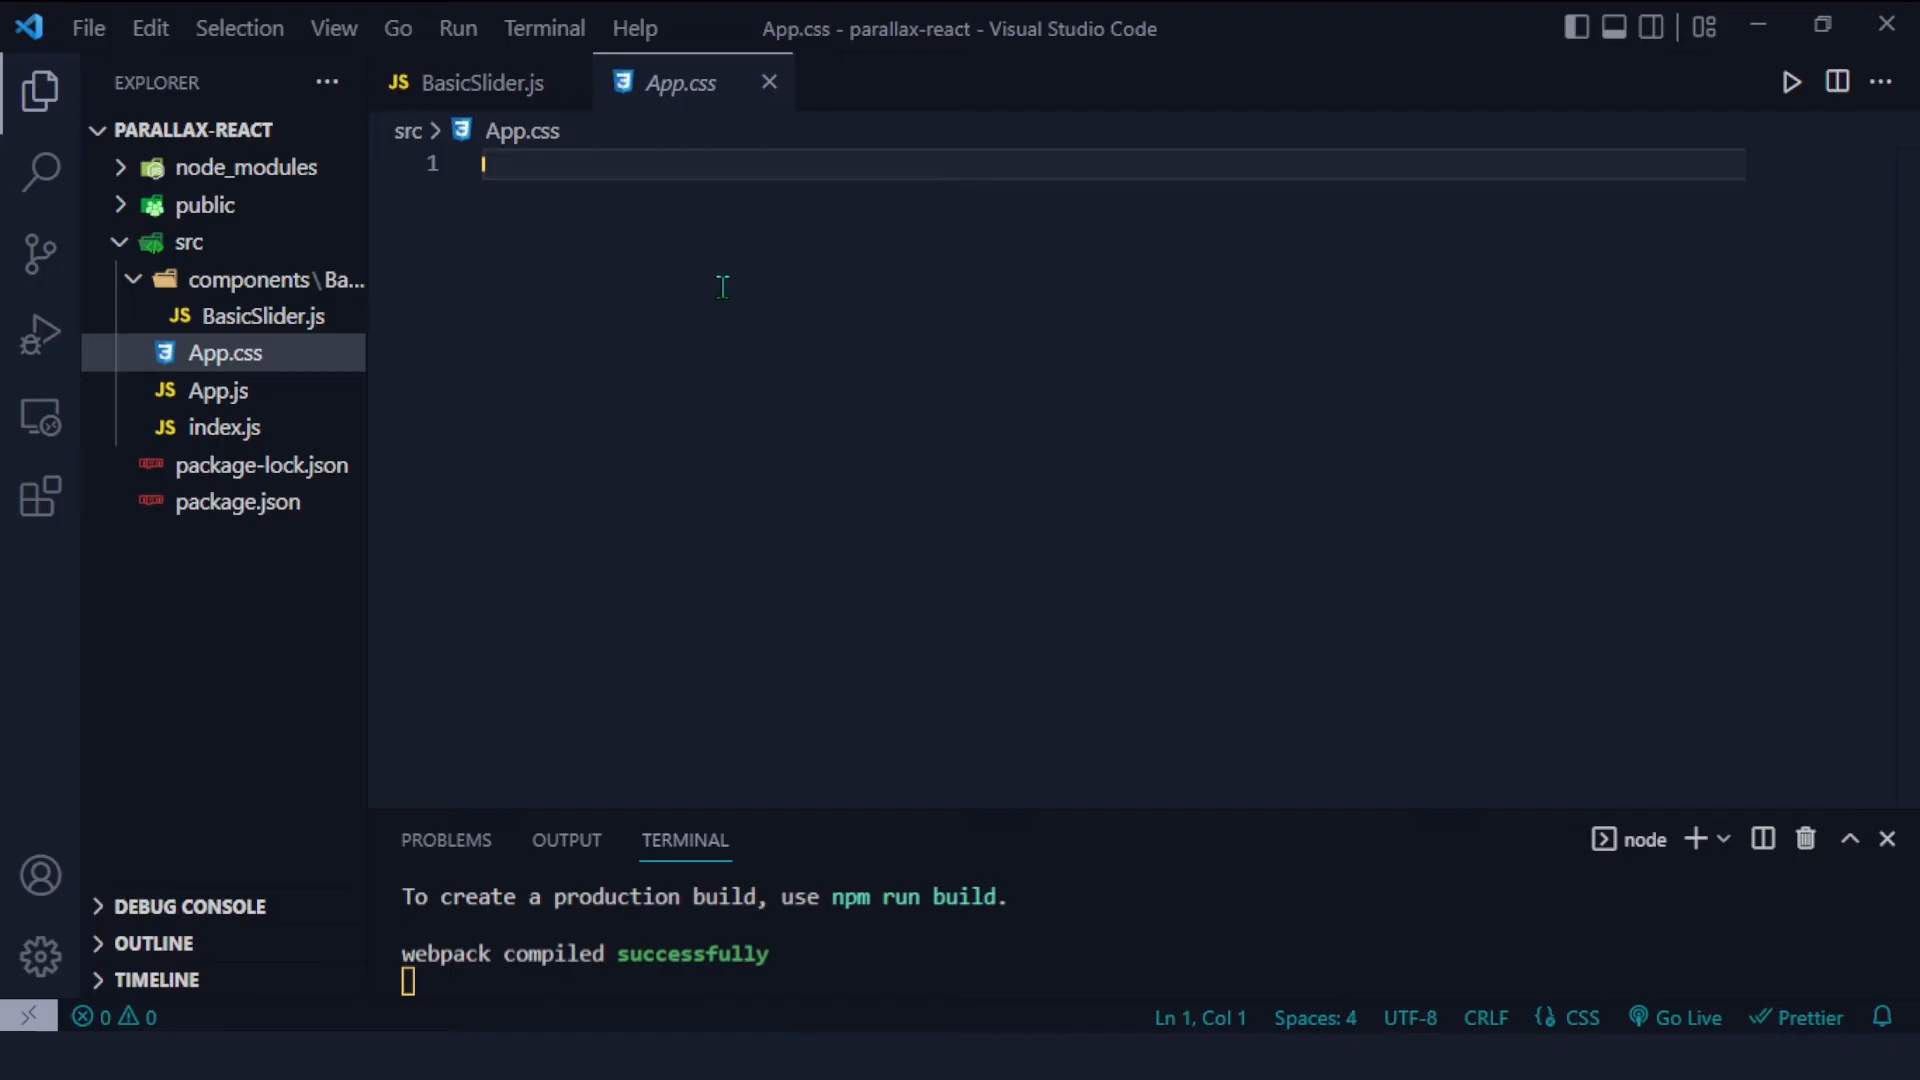 File Edit Selection View Go Run Terminal Help App.css - parallax-react - Visual Studio Code
EXPLORER
JS BasicSlider.js
App.css
PARALLAX-REACT
src > App.css
node_modules
1
public
src
components\Ba...
JS BasicSlider.js
App.css
JS App.js
JS index.js
package-lock.json
package.json
PROBLEMS OUTPUT TERMINAL
node
To create a production build, use npm run build.
webpack compiled successfully
DEBUG CONSOLE
OUTLINE
TIMELINE
0 0
Ln 1, Col 1 Spaces: 4 UTF-8 CRLF CSS Go Live Prettier